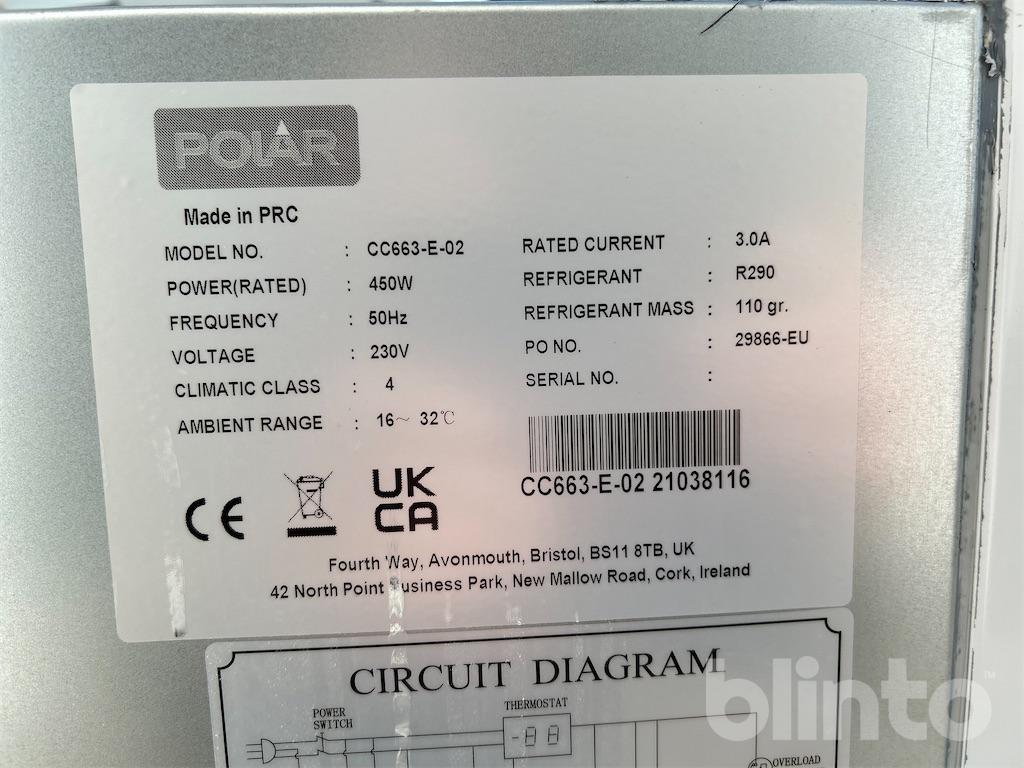 POLAR
Made in PRC
MODEL NO. : CC663-E-02
POWER(RATED) : 450W
FREQUENCY : 50Hz
VOLTAGE : 230V
CLIMATIC CLASS : 4
AMBIENT RANGE : 16~ 32℃
RATED CURRENT : 3.0A
REFRIGERANT : R290
REFRIGERANT MASS : 110 gr.
PO NO. : 29866-EU
SERIAL NO. :
CC663-E-02 21038116
CE
UK
CA
Fourth Way, Avonmouth, Bristol, BS11 8TB, UK
42 North Point Business Park, New Mallow Road, Cork, Ireland
CIRCUIT DIAGRAM
POWER
SWITCH
THERMOSTAT
-88
OVERLOAD
blinto™